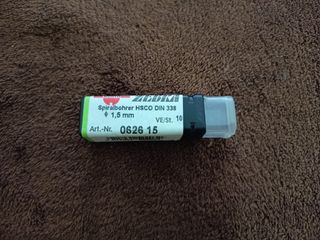 ZEBRA
Spiralbohrer HSCO DIN 338
φ 1,5 mm
VE/St. 10
Art.-Nr. 0626 15